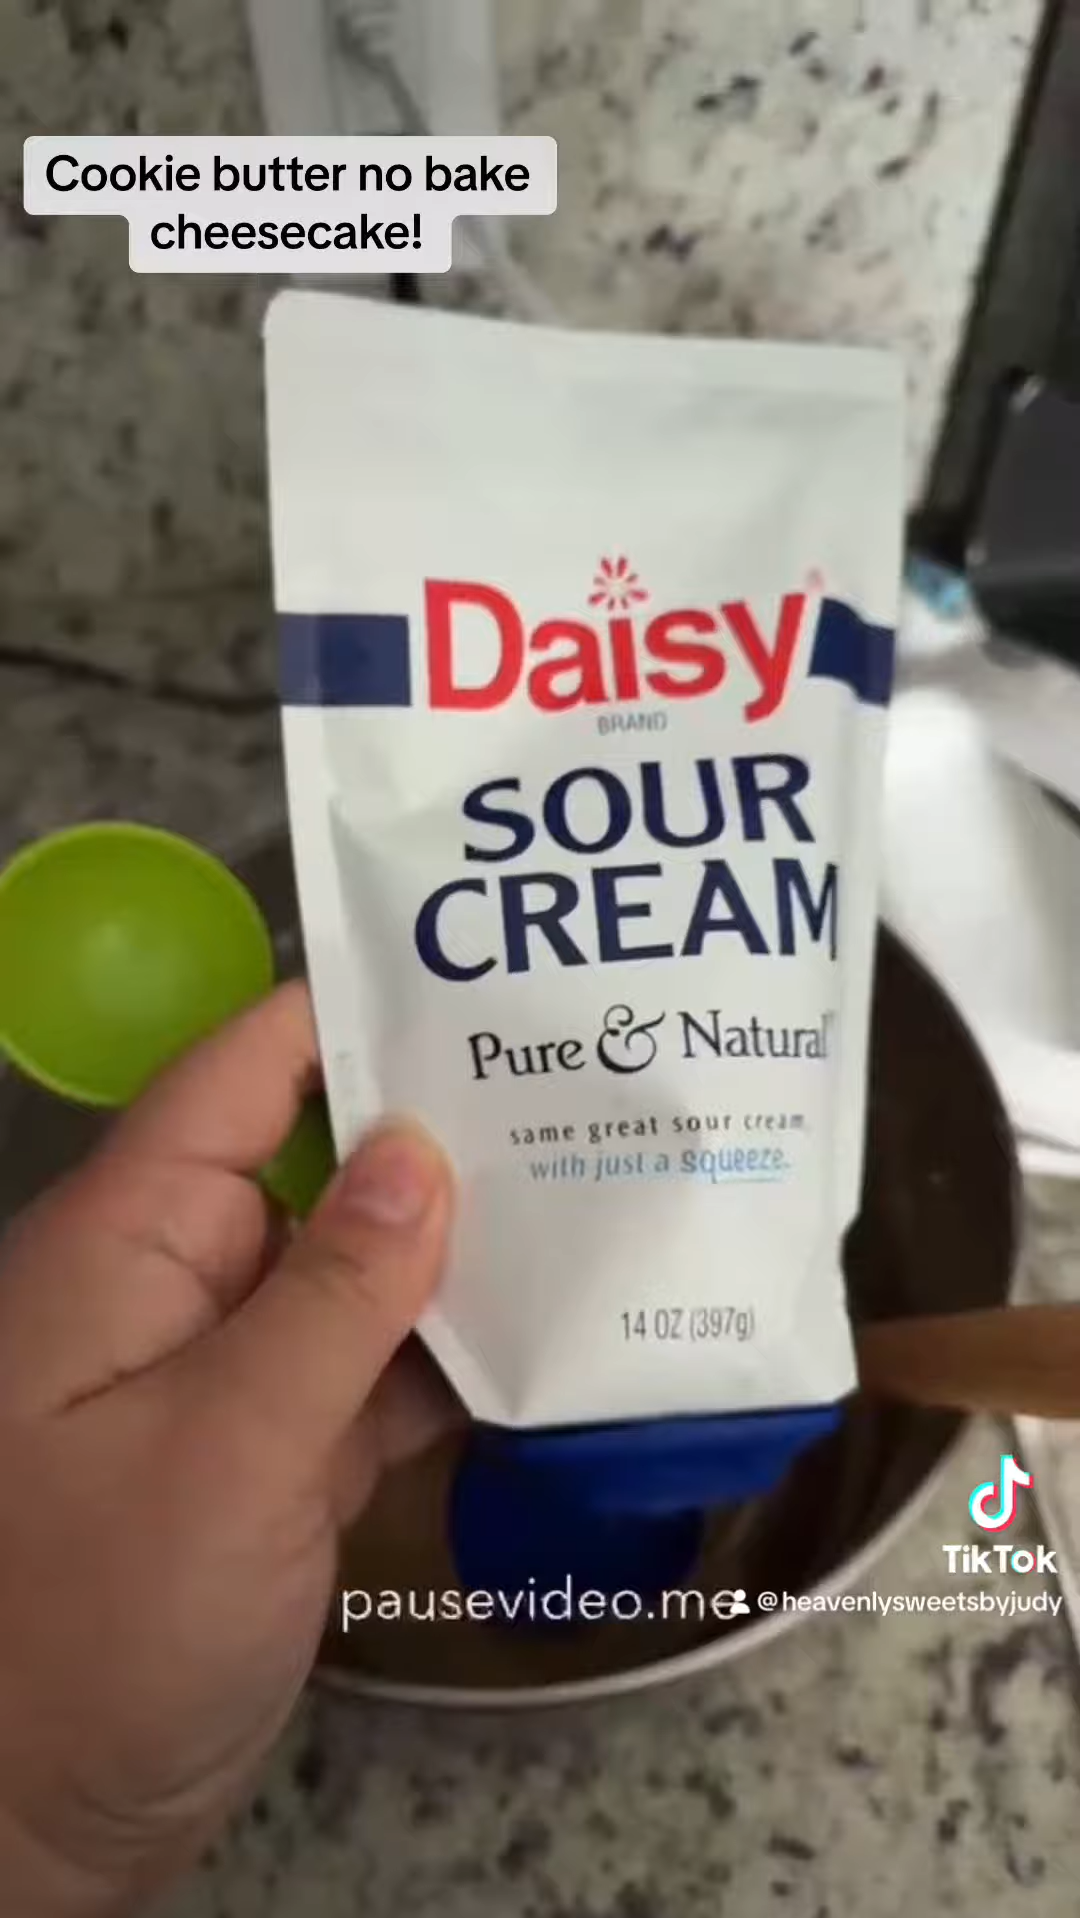 Cookie butter no bake
cheesecake!
Daisy
BRAND
SOUR
CREAM
Pure & Natural
same great sour cream
with just a squeeze.
14 OZ (397g)
TikTok
pausevideo.me
@heavenlysweetsbyjudy